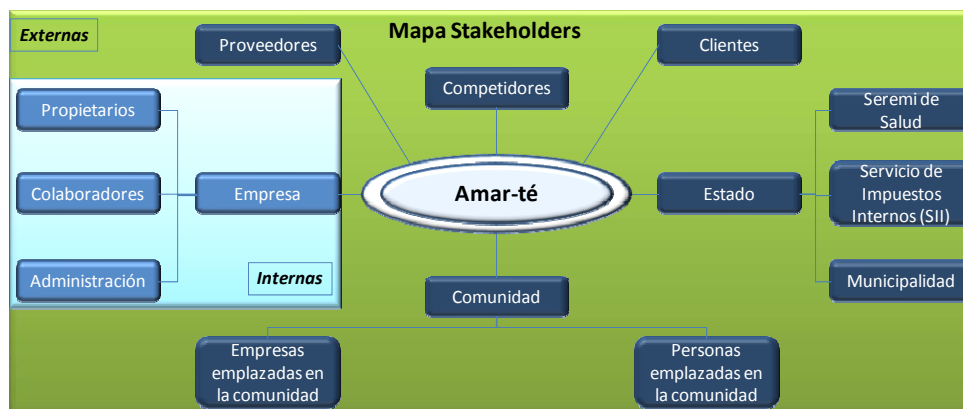 Externas
Mapa Stakeholders
Proveedores
Clientes
Competidores
Propietarios
Colaboradores
Administración
Empresa
Internas
Amar-té
Estado
Seremi de
Salud
Servicio de
Impuestos
Internos (SII)
Municipalidad
Comunidad
Empresas
emplazadas en
la comunidad
Personas
emplazadas en
la comunidad